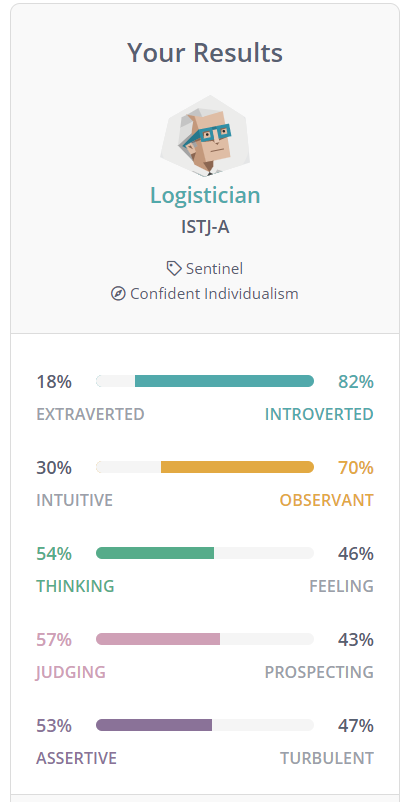 Your Results
Logistician
ISTJ-A
Sentinel
Confident Individualism
18% 82%
EXTRAVERTED INTROVERTED
30% 70%
INTUITIVE OBSERVANT
54% 46%
THINKING FEELING
57% 43%
JUDGING PROSPECTING
53% 47%
ASSERTIVE TURBULENT